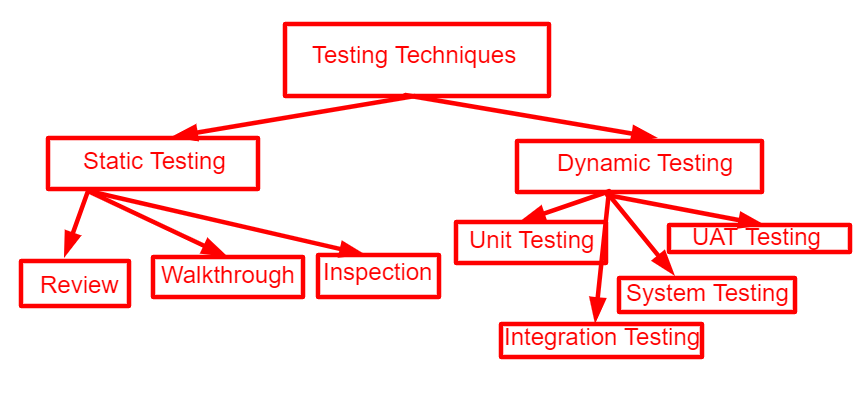 Testing Techniques
Static Testing
Dynamic Testing
Review
Walkthrough
Inspection
Unit Testing
UAT Testing
System Testing
Integration Testing